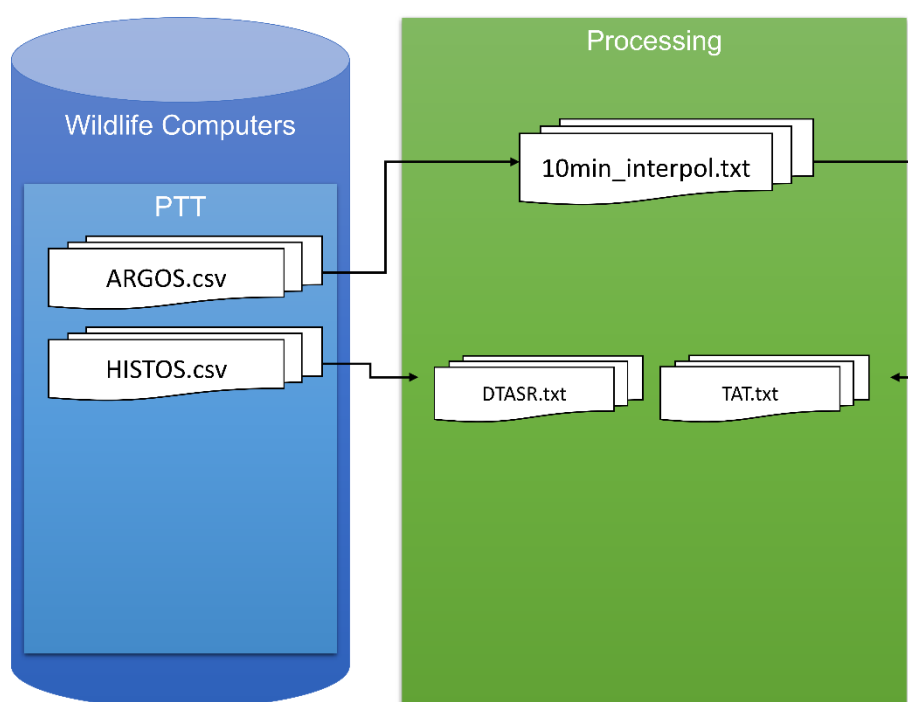 Wildlife Computers
PTT
ARGOS.csv
HISTOS.csv
Processing
10min_interpol.txt
DTASR.txt
TAT.txt